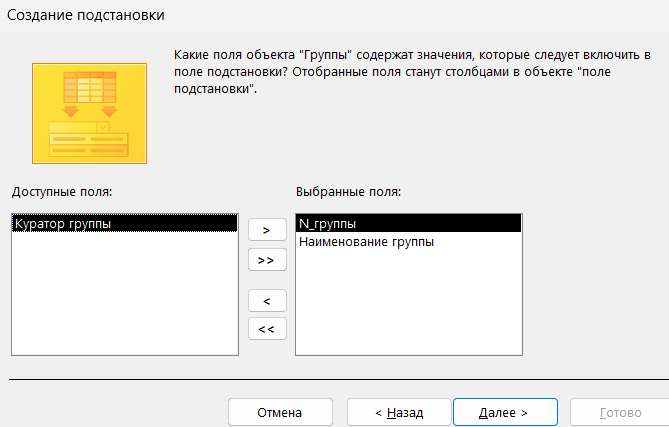 Создание подстановки
Какие поля объекта "Группы" содержат значения, которые следует включить в
поле подстановки? Отобранные поля станут столбцами в объекте "поле
подстановки".
Доступные поля:
Выбранные поля:
Куратор группы
N_группы
Наименование группы
>
>>
<
<<
Отмена
< Назад
Далее >
Готово